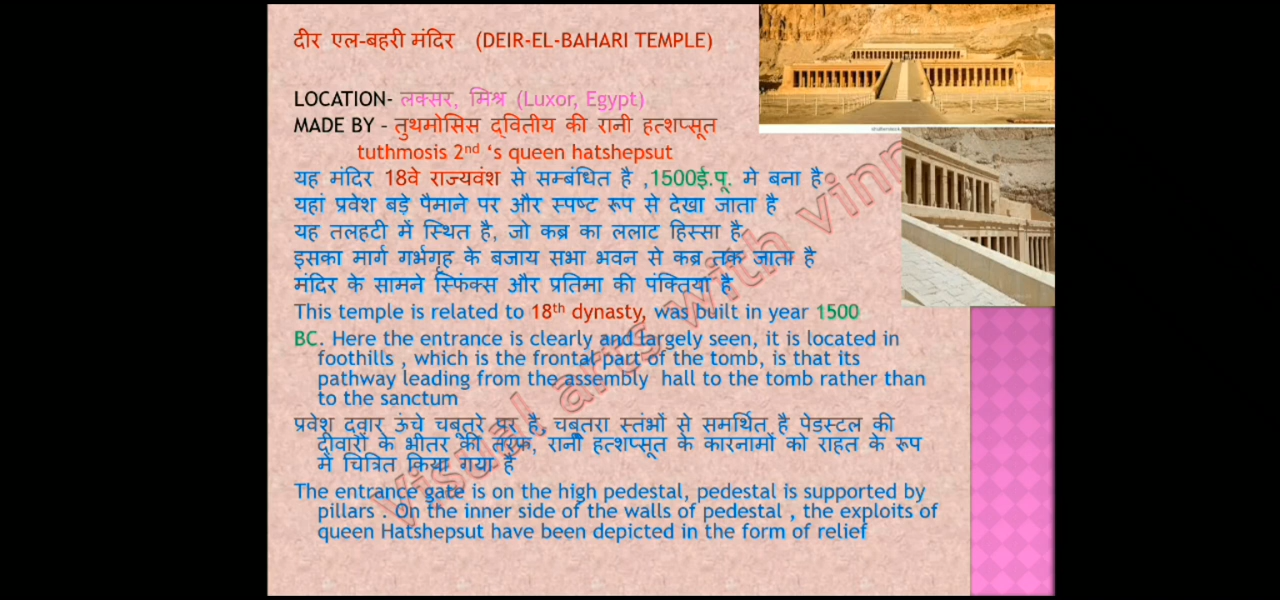 दीर एल-बहरी मंदिर (DEIR-EL-BAHARI TEMPLE)
LOCATION- लक्सर, मिश्र (Luxor, Egypt)
MADE BY – तुथमोसिस द्वितीय की रानी हत्शप्सूत
tuthmosis 2nd ‘s queen hatshepsut
यह मंदिर 18वे राज्यवंश से सम्बंधित है ,1500ई.पू. मे बना है
यहां प्रवेश बड़े पैमाने पर और स्पष्ट रूप से देखा जाता है
यह तलहटी में स्थित है, जो कब्र का ललाट हिस्सा है
इसका मार्ग गर्भगृह के बजाय सभा भवन से कब्र तक जाता है
मंदिर के सामने स्फिंक्स और प्रतिमा की पंक्तियां है
This temple is related to 18th dynasty, was built in year 1500
BC. Here the entrance is clearly and largely seen, it is located in
foothills , which is the frontal part of the tomb, is that its
pathway leading from the assembly hall to the tomb rather than
to the sanctum
प्रवेश द्वार ऊंचे चबूतरे पर है, चबूतरा स्तंभों से समर्थित है पेडस्टल की
दीवारों के भीतर की तरफ, रानी हत्शप्सूत के कारनामों को राहत के रूप
में चित्रित किया गया है
The entrance gate is on the high pedestal, pedestal is supported by
pillars . On the inner side of the walls of pedestal , the exploits of
queen Hatshepsut have been depicted in the form of relief
Visual arts with vinn